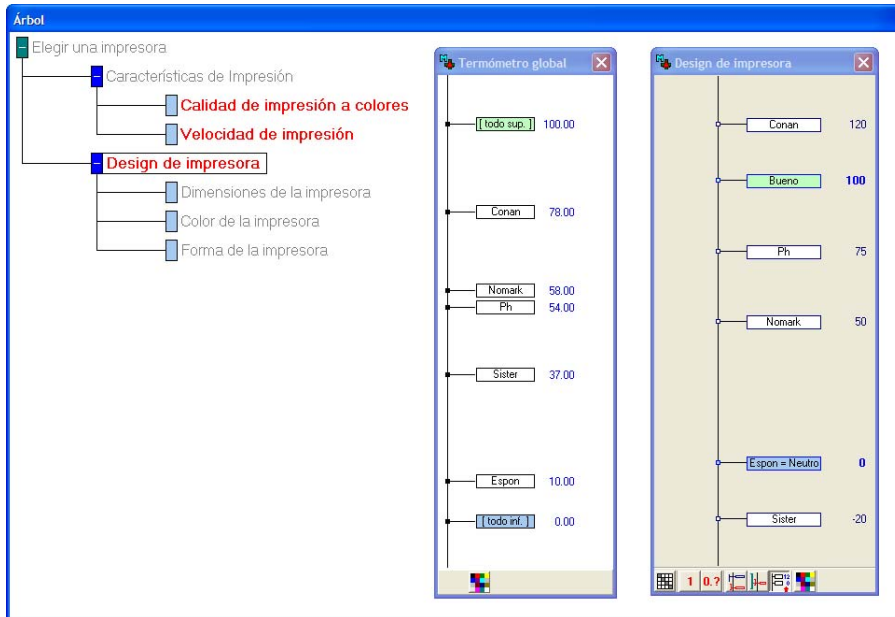 Árbol
Elegir una impresora
Características de Impresión
Calidad de impresión a colores
Velocidad de impresión
Design de impresora
Dimensiones de la impresora
Color de la impresora
Forma de la impresora
Termómetro global
[ todo sup. ] 100.00
Conan 78.00
Nomark 58.00
Ph 54.00
Sister 37.00
Espon 10.00
[ todo inf. ] 0.00
Design de impresora
Conan 120
Bueno 100
Ph 75
Nomark 50
Espon = Neutro 0
Sister -20
1 0.?